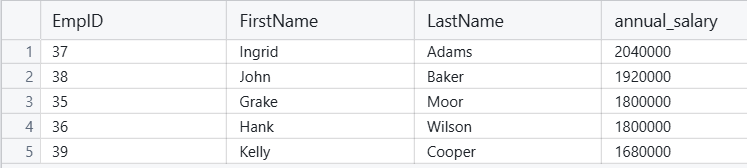 EmpID FirstName LastName annual_salary
1 37 Ingrid Adams 2040000
2 38 John Baker 1920000
3 35 Grake Moor 1800000
4 36 Hank Wilson 1800000
5 39 Kelly Cooper 1680000